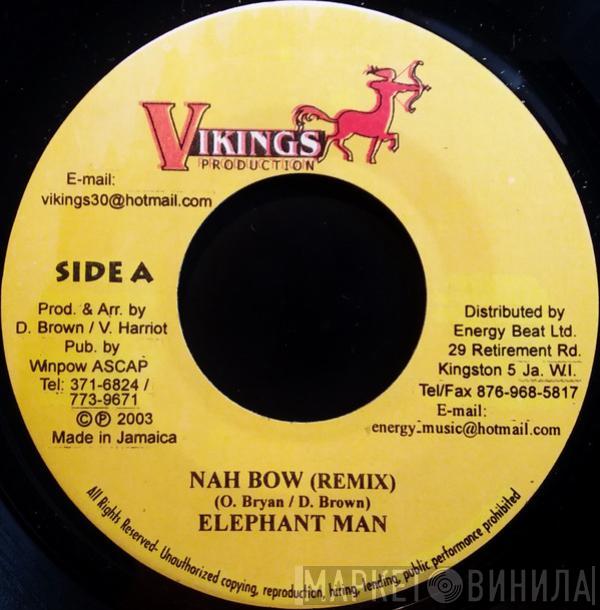 VIKINGS
PRODUCTION
E-mail:
vikings30@hotmail.com
SIDE A
Prod. & Arr. by
D. Brown / V. Harriot
Pub. by
Winpow ASCAP
Tel: 371-6824 /
773-9671
© ℗ 2003
Made in Jamaica
Distributed by
Energy Beat Ltd.
29 Retirement Rd.
Kingston 5 Ja. W.I.
Tel/Fax 876-968-5817
E-mail:
energy_music@hotmail.com
NAH BOW (REMIX)
(O. Bryan / D. Brown)
ELEPHANT MAN
All Rights Reserved- Unauthorized copying, reproduction, hiring, lending, public performance prohibited
МАРКЕТ ВИНИЛА